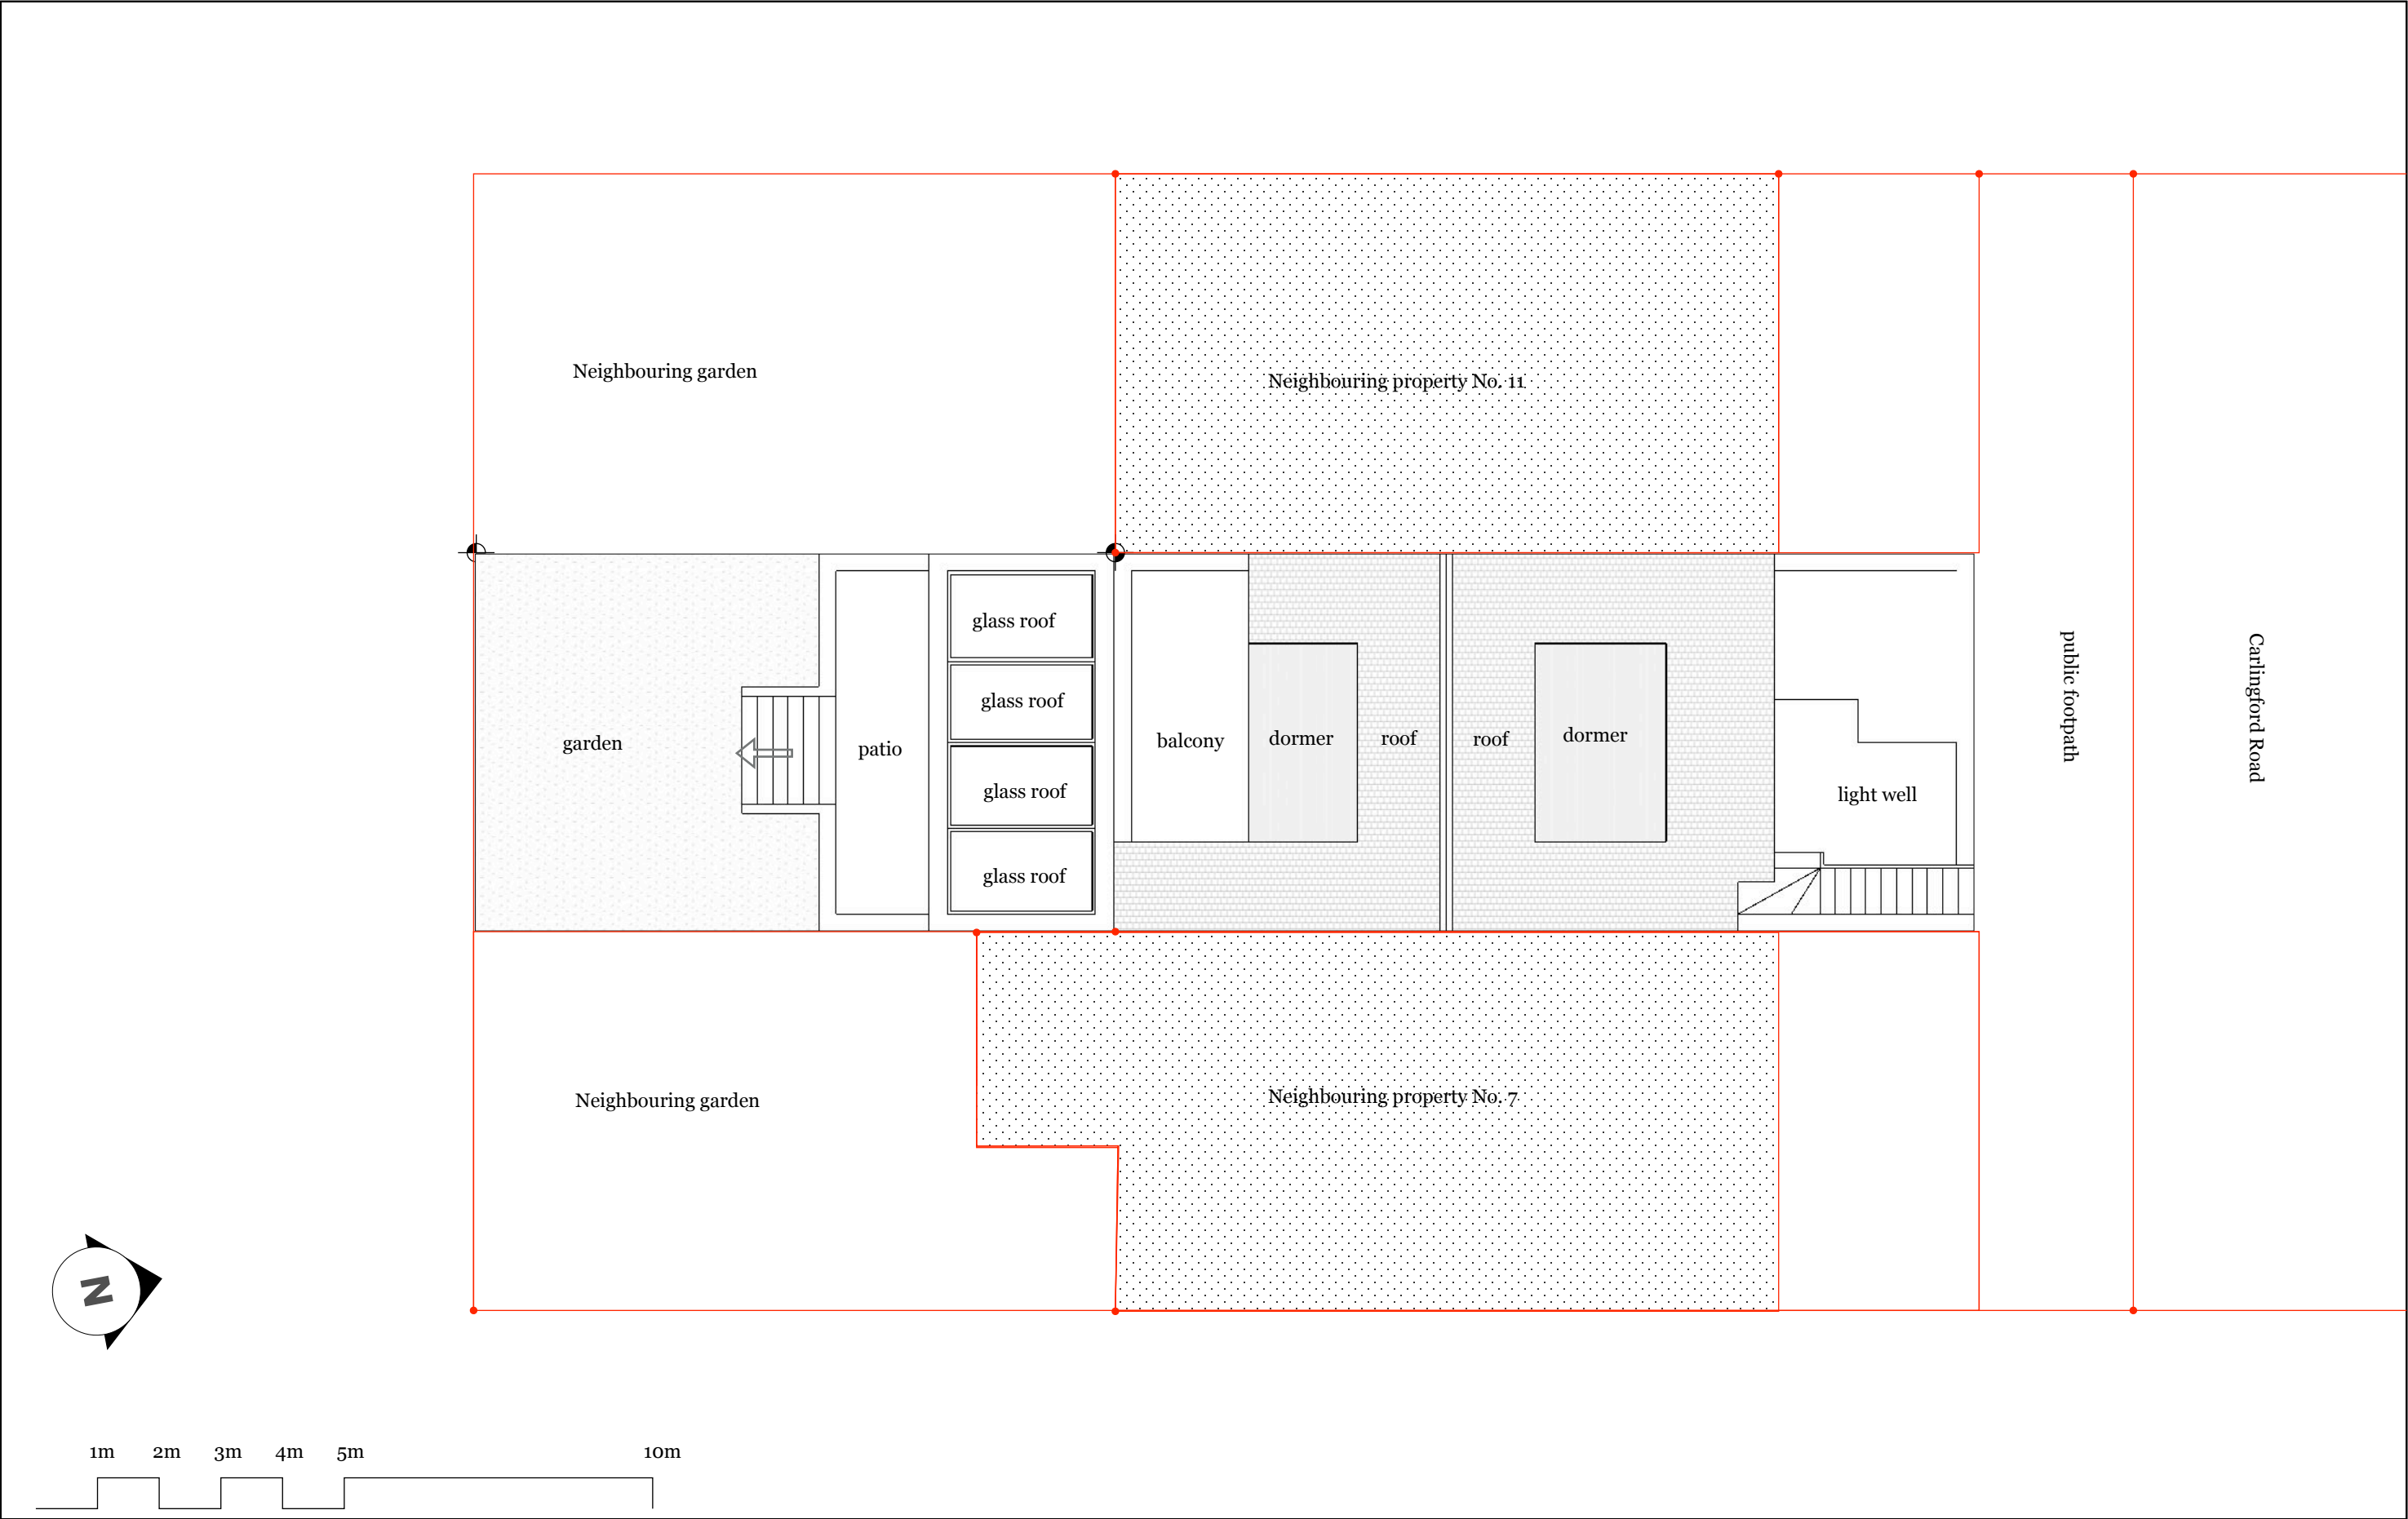 Neighbouring garden
Neighbouring property No. 11
glass roof
glass roof
glass roof
glass roof
garden
patio
balcony
dormer
roof
roof
dormer
light well
public footpath
Carlingford Road
Neighbouring garden
Neighbouring property No. 7
N
1m 2m 3m 4m 5m 10m